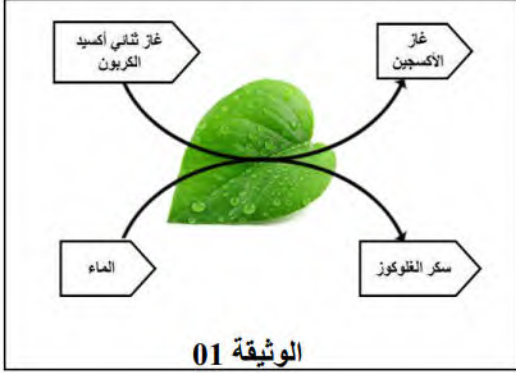 غاز ثنائي أكسيد
الكربون
غاز
الأكسجين
الماء
سكر الغلوكوز
الوثيقة 01